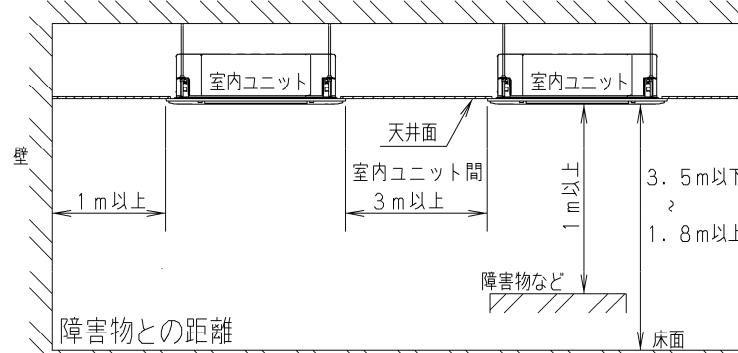 室内ユニット
室内ユニット
天井面
壁
室内ユニット間
1m以上
3m以上
1m以上
3.5m以下
~
1.8m以上
障害物など
障害物との距離
床面